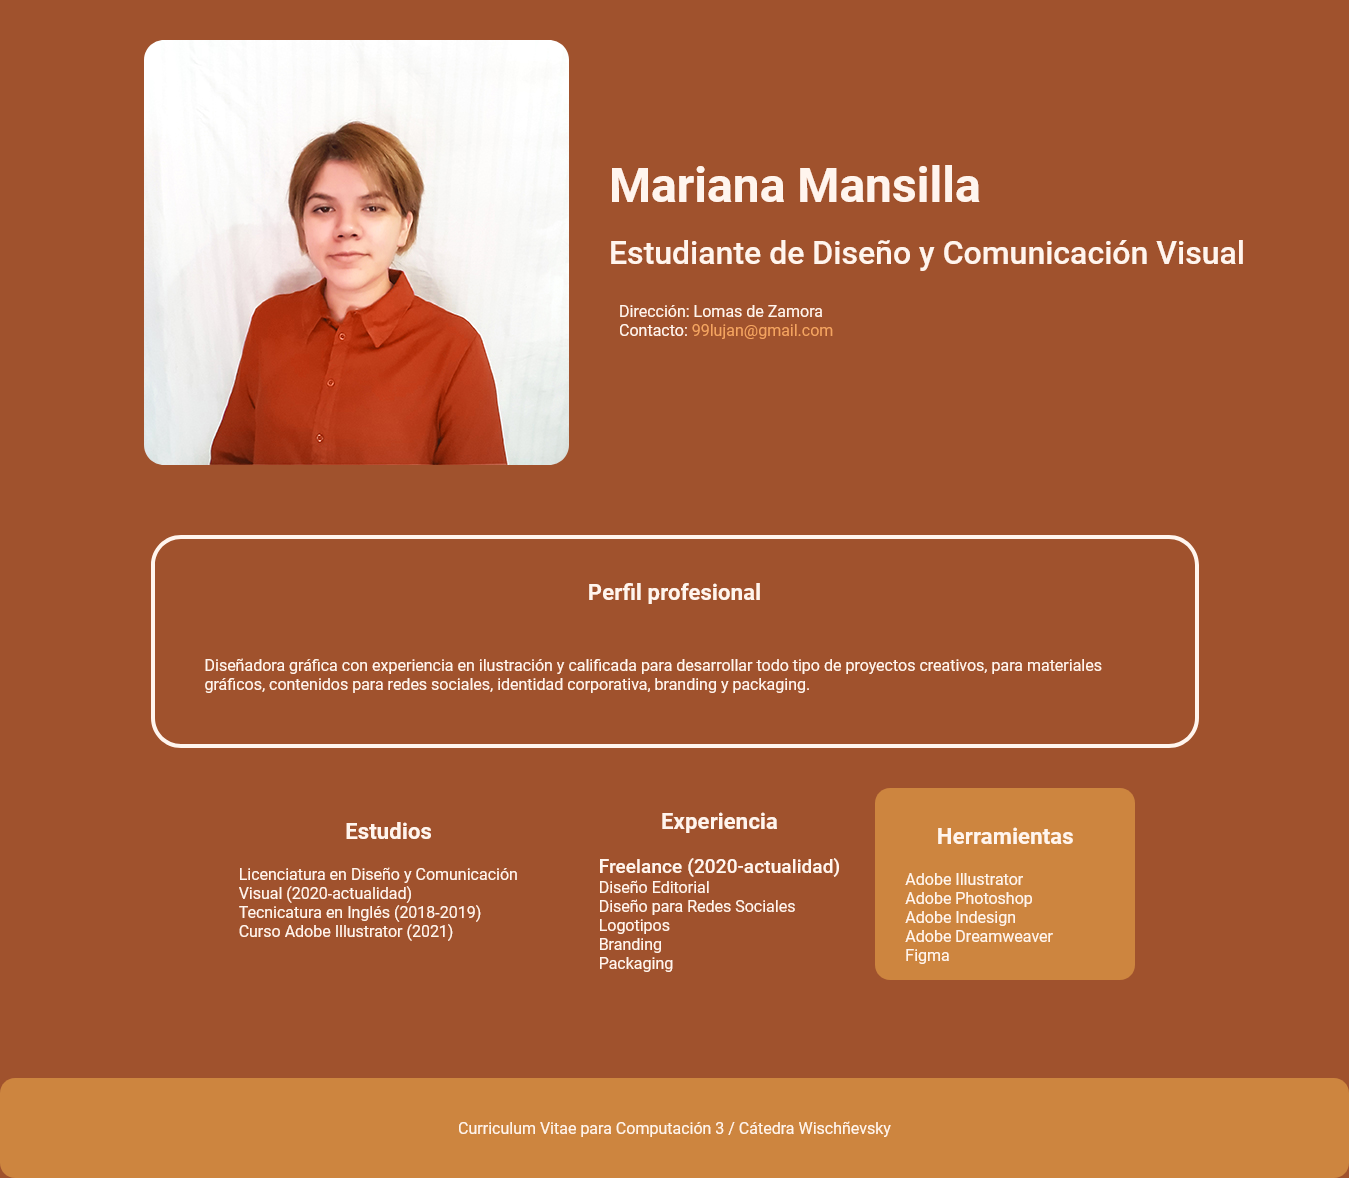 Mariana Mansilla
Estudiante de Diseño y Comunicación Visual
Dirección: Lomas de Zamora
Contacto: 99lujan@gmail.com
Perfil profesional
Diseñadora gráfica con experiencia en ilustración y calificada para desarrollar todo tipo de proyectos creativos, para materiales
gráficos, contenidos para redes sociales, identidad corporativa, branding y packaging.
Estudios
Licenciatura en Diseño y Comunicación
Visual (2020-actualidad)
Tecnicatura en Inglés (2018-2019)
Curso Adobe Illustrator (2021)
Experiencia
Freelance (2020-actualidad)
Diseño Editorial
Diseño para Redes Sociales
Logotipos
Branding
Packaging
Herramientas
Adobe Illustrator
Adobe Photoshop
Adobe Indesign
Adobe Dreamweaver
Figma
Curriculum Vitae para Computación 3 / Cátedra Wischñevsky